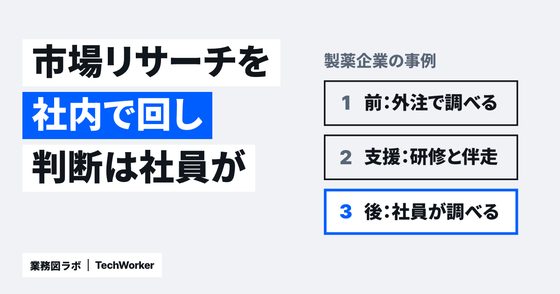 市場リサーチを
社内で回し
判断は社員が
製薬企業の事例
1 前：外注で調べる
2 支援：研修と伴走
3 後：社員が調べる
業務図ラボ | TechWorker